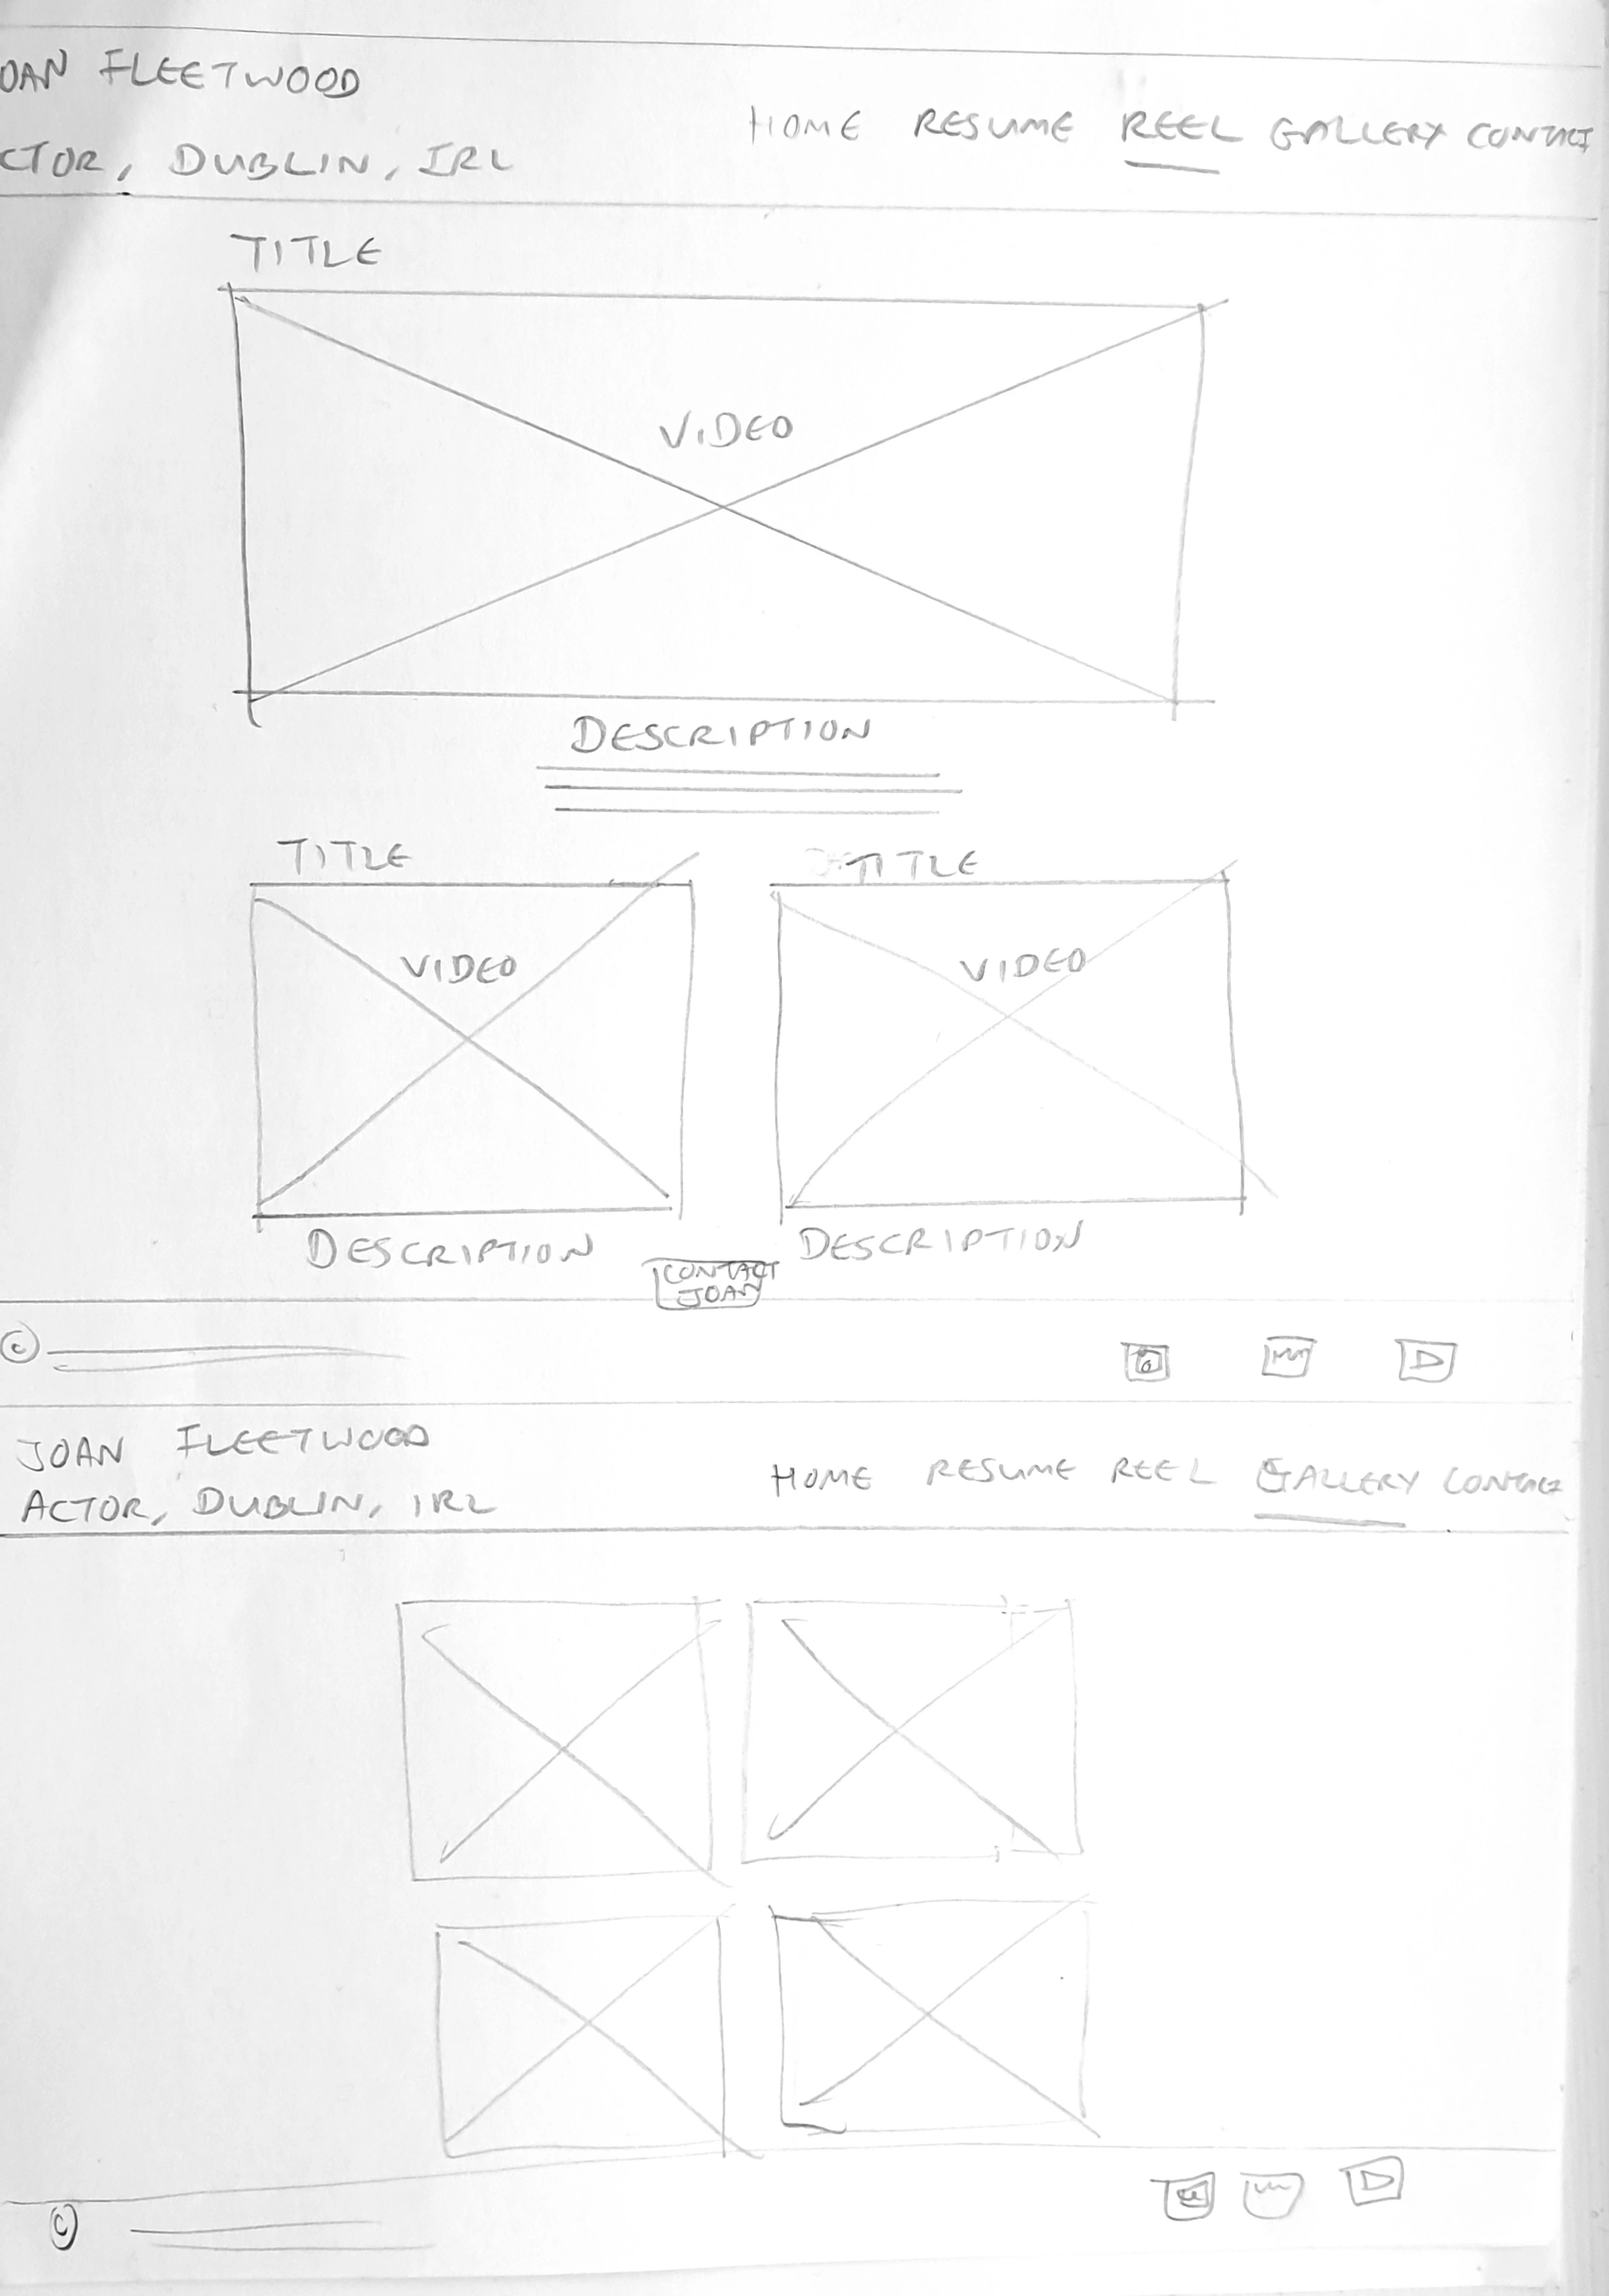 OAN FLEETWOOD
CTOR, DUBLIN, IRL
HOME RESUME REEL GALLERY CONTACT
TITLE
VIDEO
DESCRIPTION
TITLE TITLE
VIDEO VIDEO
DESCRIPTION DESCRIPTION
CONTACT
JOAN
©
JOAN FLEETWOOD
ACTOR, DUBLIN, IRL
HOME RESUME REEL GALLERY CONTACT
©